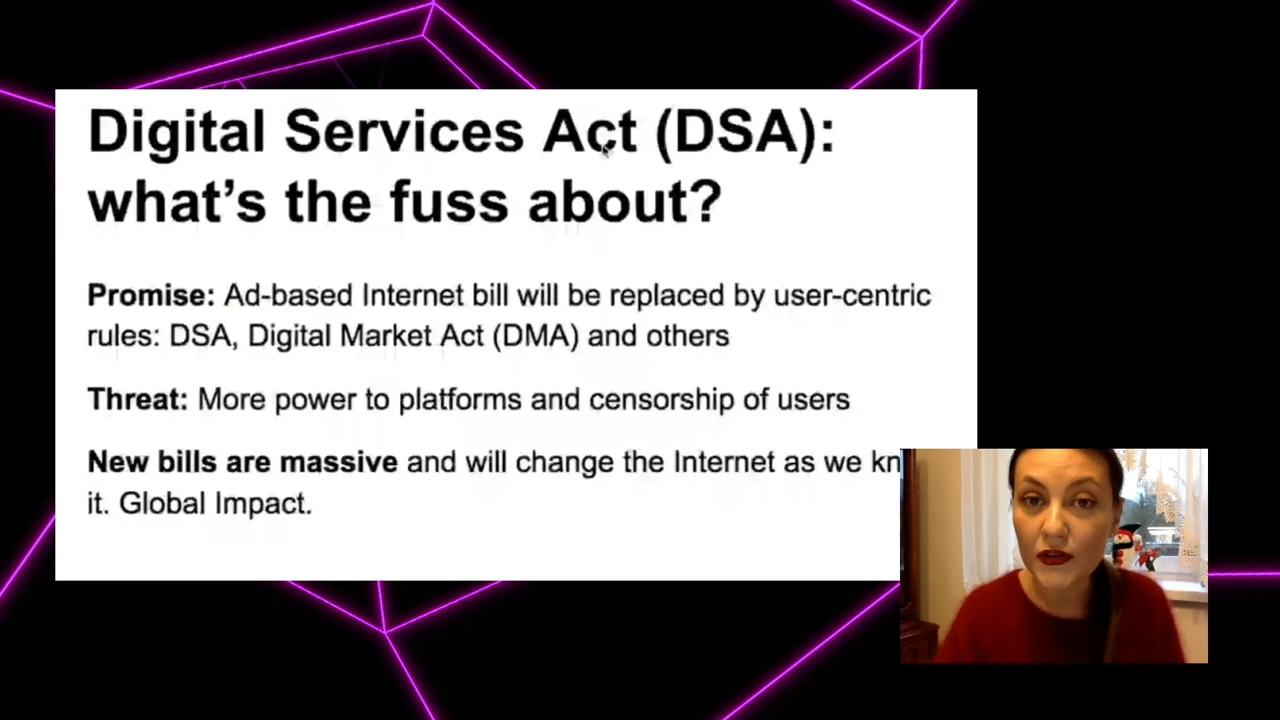 Digital Services Act (DSA):
what's the fuss about?
Promise: Ad-based Internet bill will be replaced by user-centric
rules: DSA, Digital Market Act (DMA) and others
Threat: More power to platforms and censorship of users
New bills are massive and will change the Internet as we kn
it. Global Impact.